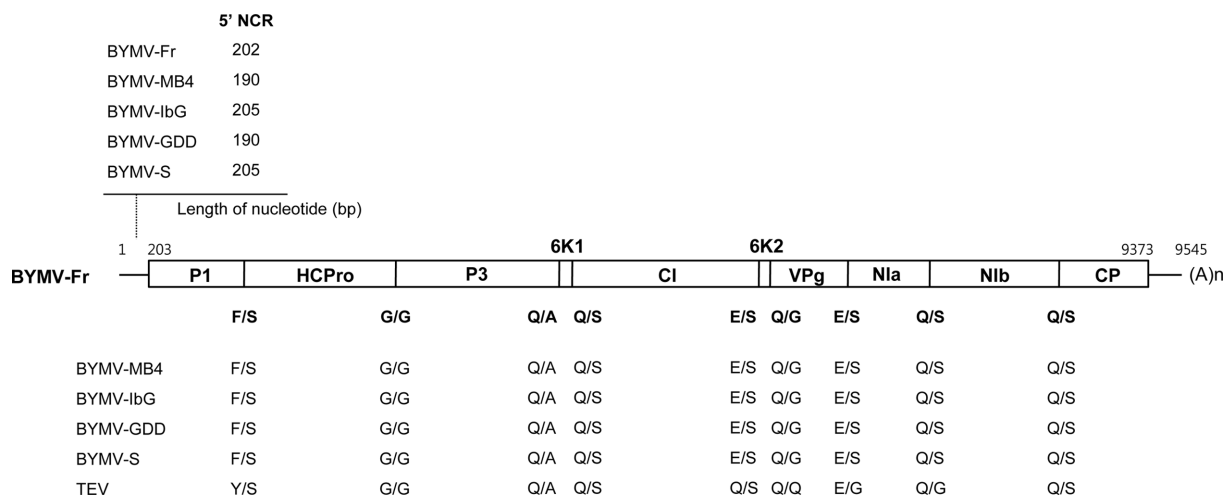 5' NCR
BYMV-Fr 202
BYMV-MB4 190
BYMV-IbG 205
BYMV-GDD 190
BYMV-S 205
Length of nucleotide (bp)
1 203 6K1 6K2 9373 9545
BYMV-Fr P1 HCPro P3 CI VPg NIa NIb CP (A)n
F/S G/G Q/A Q/S E/S Q/G E/S Q/S Q/S
BYMV-MB4 F/S G/G Q/A Q/S E/S Q/G E/S Q/S Q/S
BYMV-IbG F/S G/G Q/A Q/S E/S Q/G E/S Q/S Q/S
BYMV-GDD F/S G/G Q/A Q/S E/S Q/G E/S Q/S Q/S
BYMV-S F/S G/G Q/A Q/S E/S Q/G E/S Q/S Q/S
TEV Y/S G/G Q/A Q/S Q/S Q/Q E/G Q/G Q/S